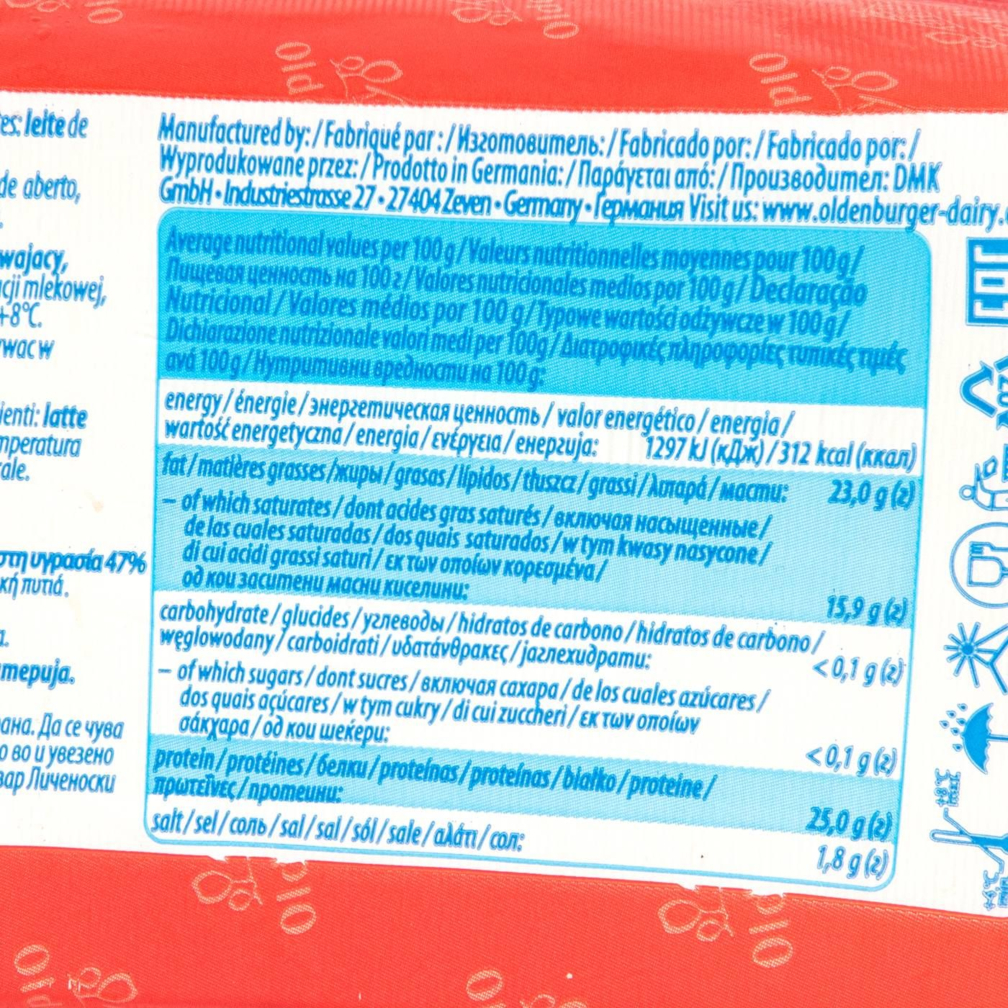 es: leite de
de aberto,
wajacy,
cji mlekowej,
+8°C.
wac w
ienti: latte
mperatura
ale.
στη υγρασία 47%
κή πυτιά.
а.
терија.
рана. Да се чува
о во и увезено
вар Личеноски
Manufactured by: / Fabriqué par : / Изготовитель: / Fabricado por: / Fabricado por: /
Wyprodukowane przez: / Prodotto in Germania: / Παράγεται από: / Производител: DMK
GmbH • Industriestrasse 27 • 27404 Zeven • Germany • Германия Visit us: www.oldenburger-dairy.c
Average nutritional values per 100 g / Valeurs nutritionnelles moyennes pour 100 g /
Пищевая ценность на 100 г / Valores nutricionales medios por 100 g / Declaração
Nutricional / Valores médios por 100 g / Typowe wartości odżywcze w 100 g /
Dichiarazione nutrizionale valori medi per 100g / Διατροφικές πληροφορίες τυπικές τιμές
ανά 100 g / Нутритивни вредности на 100 g:
energy / énergie / энергетическая ценность / valor energético / energia /
wartość energetyczna / energia / ενέργεια / енергија: 1297 kJ (кДж) / 312 kcal (ккал)
fat / matières grasses /жиры / grasas / lípidos / tłuszcz / grassi / λιπαρά / масти: 23,0 g (г)
– of which saturates / dont acides gras saturés / включая насыщенные /
de las cuales saturadas / dos quais saturados / w tym kwasy nasycone /
di cui acidi grassi saturi / εκ των οποίων κορεσμένα /
од кои заситени масни киселини: 15,9 g (г)
carbohydrate / glucides / углеводы / hidratos de carbono / hidratos de carbono /
węglowodany / carboidrati / υδατάνθρακες / јаглехидрати: < 0,1 g (г)
– of which sugars / dont sucres / включая сахара / de los cuales azúcares /
dos quais açúcares / w tym cukry / di cui zuccheri / εκ των οποίων
σάκχαρα / од кои шеќери: < 0,1 g (г)
protein / protéines / белки / proteínas / proteínas / białko / proteine /
πρωτεΐνες / протеини: 25,0 g (г)
salt / sel / соль / sal / sal / sól / sale / αλάτι / сол: 1,8 g (г)
EAC
+8°C
max
+4°C